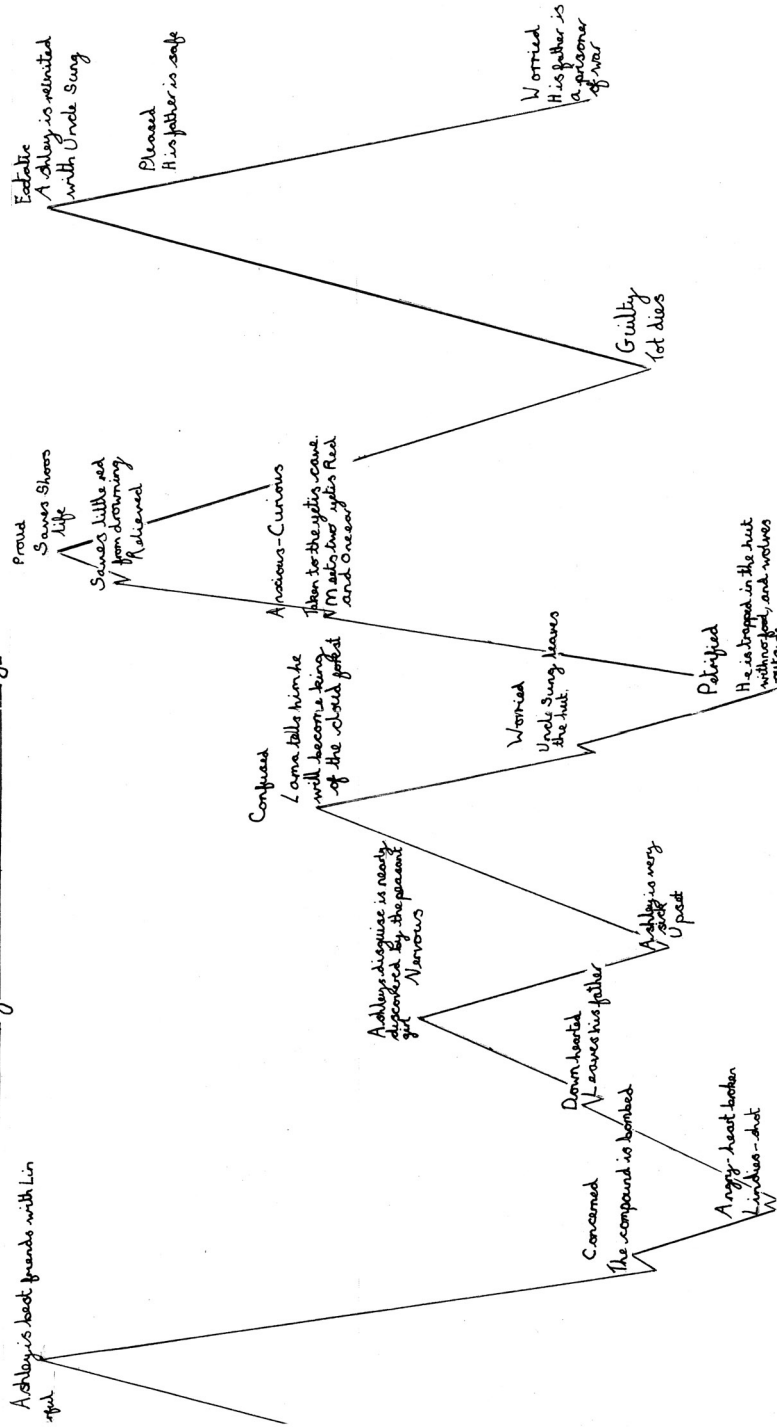 Ashley is best friends with Lin
Concerned
The compound is bombed
Angry-heart broken
Lin dies-shot
Down hearted
Leaves his father
Ashleys disguise is nearly
discovered by the peasant
girl
Nervous
Ashley is very
sick
Upset
Confused
Lama tells him he
will become king
of the cloud forest
Worried
Uncle Sung leaves
the hut.
Petrified
He is trapped in the hut
with no food, and wolves
Anxious-Curious
Taken to the yetis cave.
Meets two yetis Red
and Oneear
Saves little red
from drowning
Relieved
Proud
Saves Shoos
life
Guilty
Tot dies
Ecstatic
Ashley is reunited
with Uncle Sung
Pleased
His father is safe
Worried
His father is
a prisoner
of war